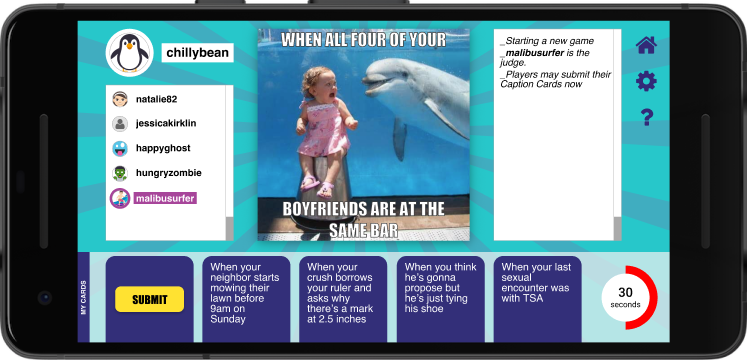 chillybean
natalie82
jessicakirklin
happyghost
hungryzombie
malibusurfer
WHEN ALL FOUR OF YOUR
BOYFRIENDS ARE AT THE
SAME BAR
_Starting a new game
_malibusurfer is the
judge.
_Players may submit their
Caption Cards now
?
MY CARDS
SUBMIT
When your
neighbor starts
mowing their
lawn before
9am on
Sunday
When your
crush borrows
your ruler and
asks why
there's a mark
at 2.5 inches
When you think
he's gonna
propose but
he's just tying
his shoe
When your last
sexual
encounter was
with TSA
30
seconds